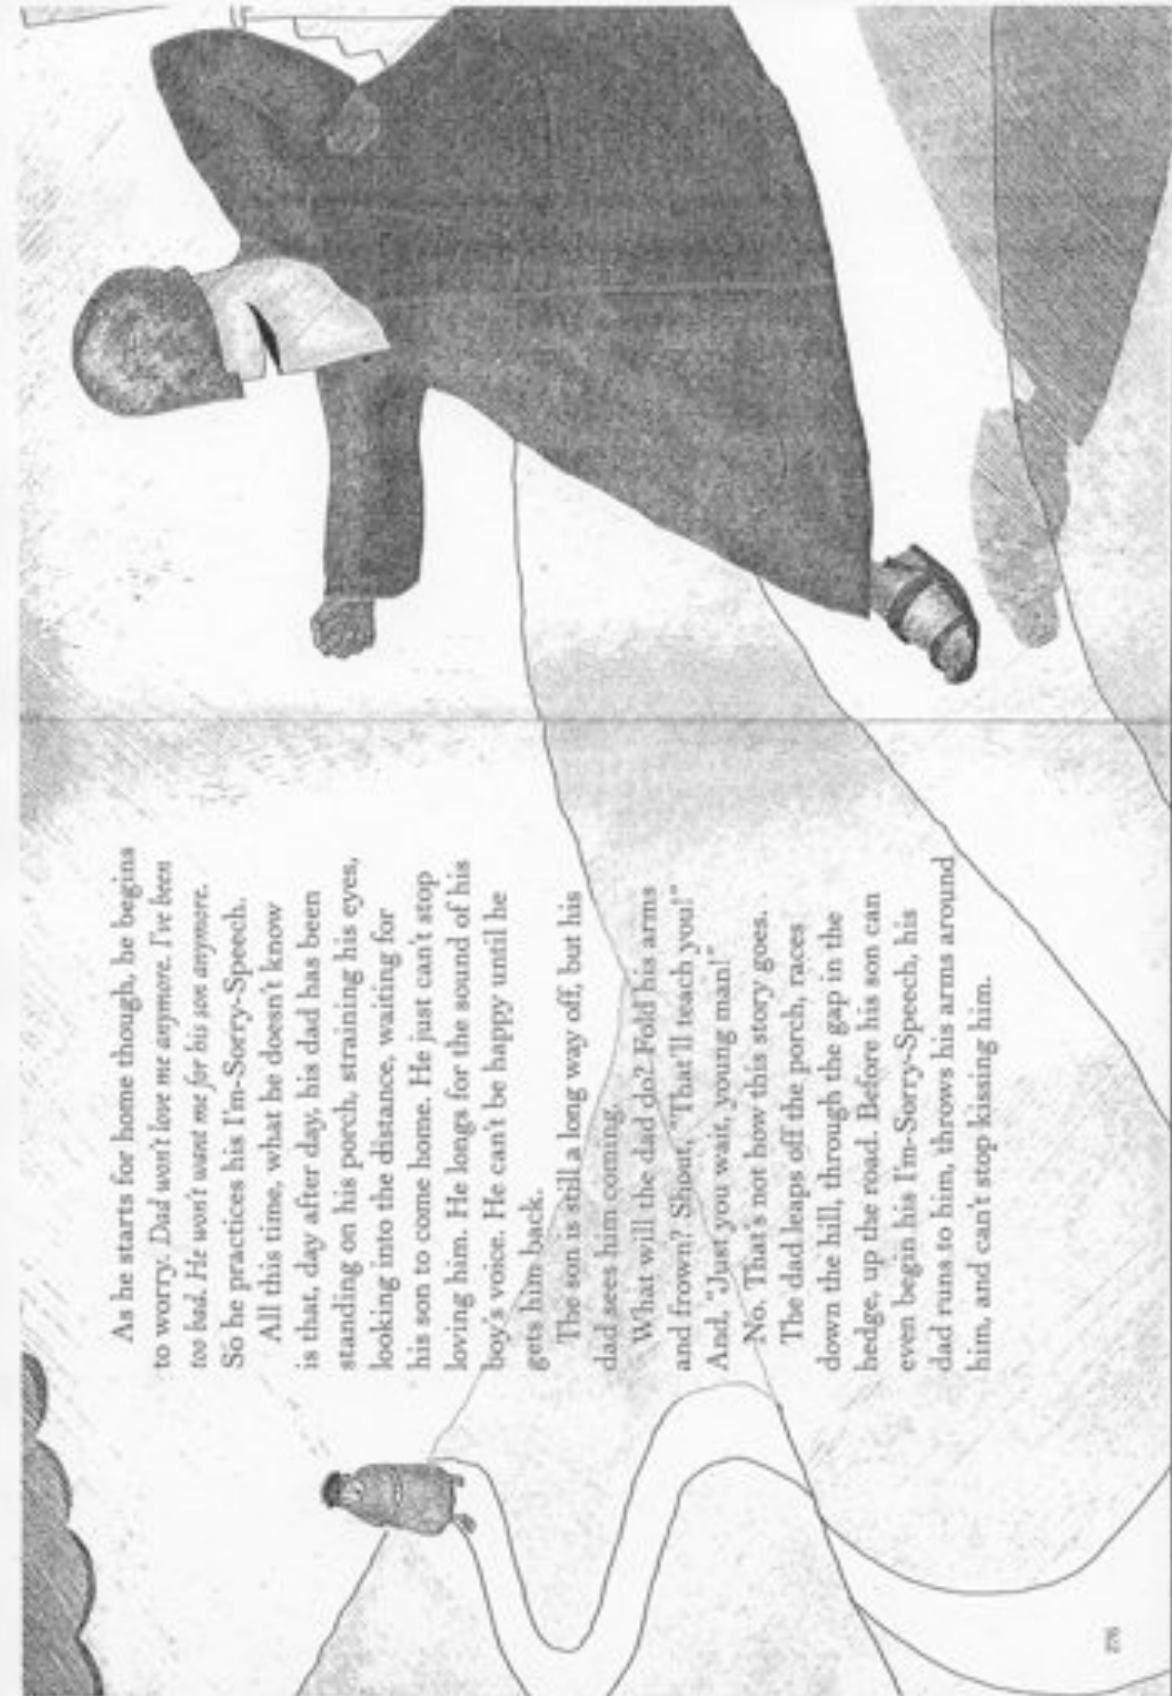 As he starts for home though, he begins
to worry. Dad won't love me anymore. I've been
too bad. He won't want me for his son anymore.
So he practices his I'm-Sorry-Speech.
All this time, what he doesn't know
is that, day after day, his dad has been
standing on his porch, straining his eyes,
looking into the distance, waiting for
his son to come home. He just can't stop
loving him. He longs for the sound of his
boy's voice. He can't be happy until he
gets him back.
The son is still a long way off, but his
dad sees him coming.
What will the dad do? Fold his arms
and frown? Shout, "That'll teach you!"
And, "Just you wait, young man!"
No. That's not how this story goes.
The dad leaps off the porch, races
down the hill, through the gap in the
hedge, up the road. Before his son can
even begin his I'm-Sorry-Speech, his
dad runs to him, throws his arms around
him, and can't stop kissing him.
276